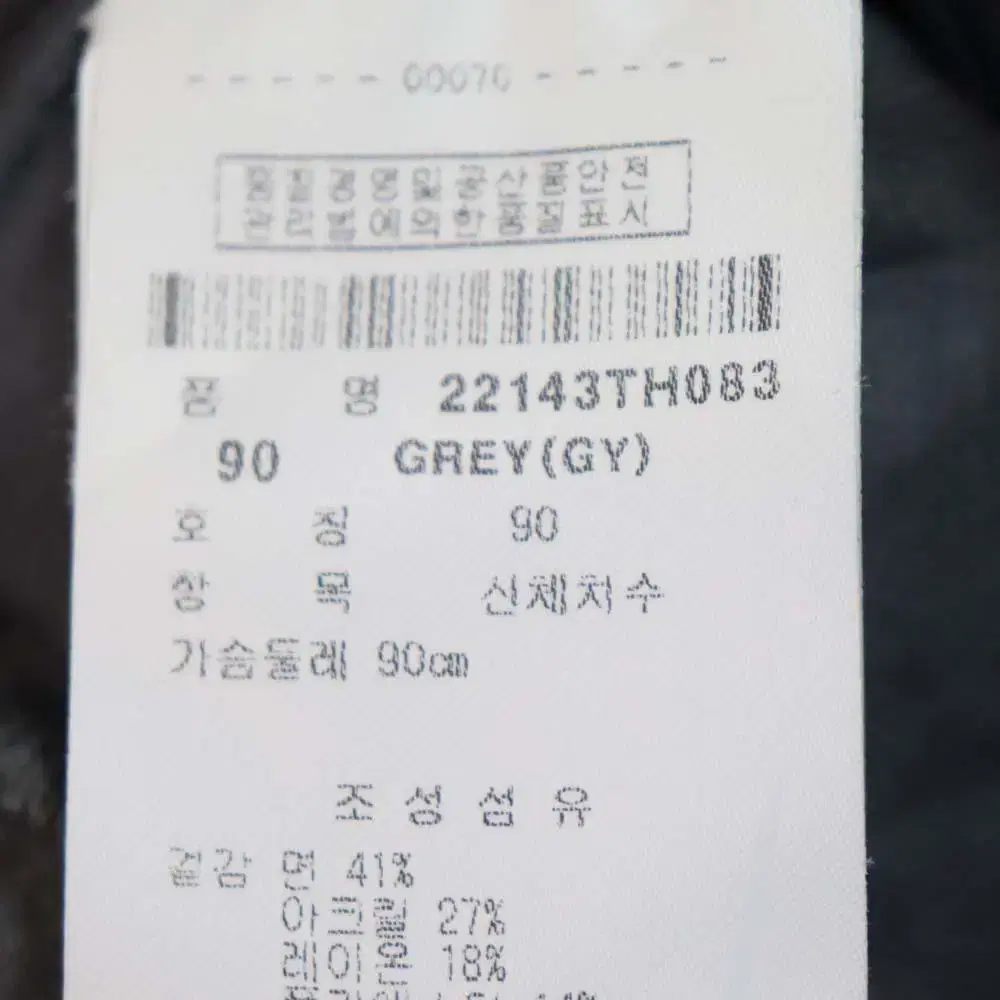 - - - - - 00070 - - - - -
품질경영및공산품안전
관리법에의한품질표시
품 명 22143TH083
90 GREY(GY)
호 칭 90
항 목 신체치수
가슴둘레 90㎝
조 성 섬 유
겉감 면 41%
아크릴 27%
레이온 18%